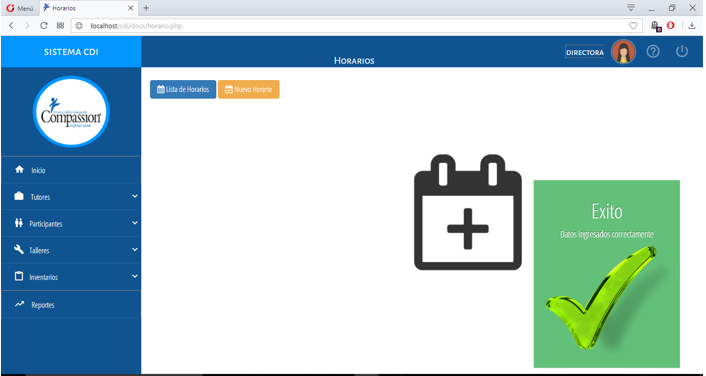 Menú
Horarios
localhost/cdi/docs/horario.php
SISTEMA CDI
HORARIOS
DIRECTORA
Compassion
Lista de Horarios
Nuevo Horario
Inicio
Tutores
Participantes
Talleres
Inventarios
Reportes
Exito
Datos ingresados correctamente